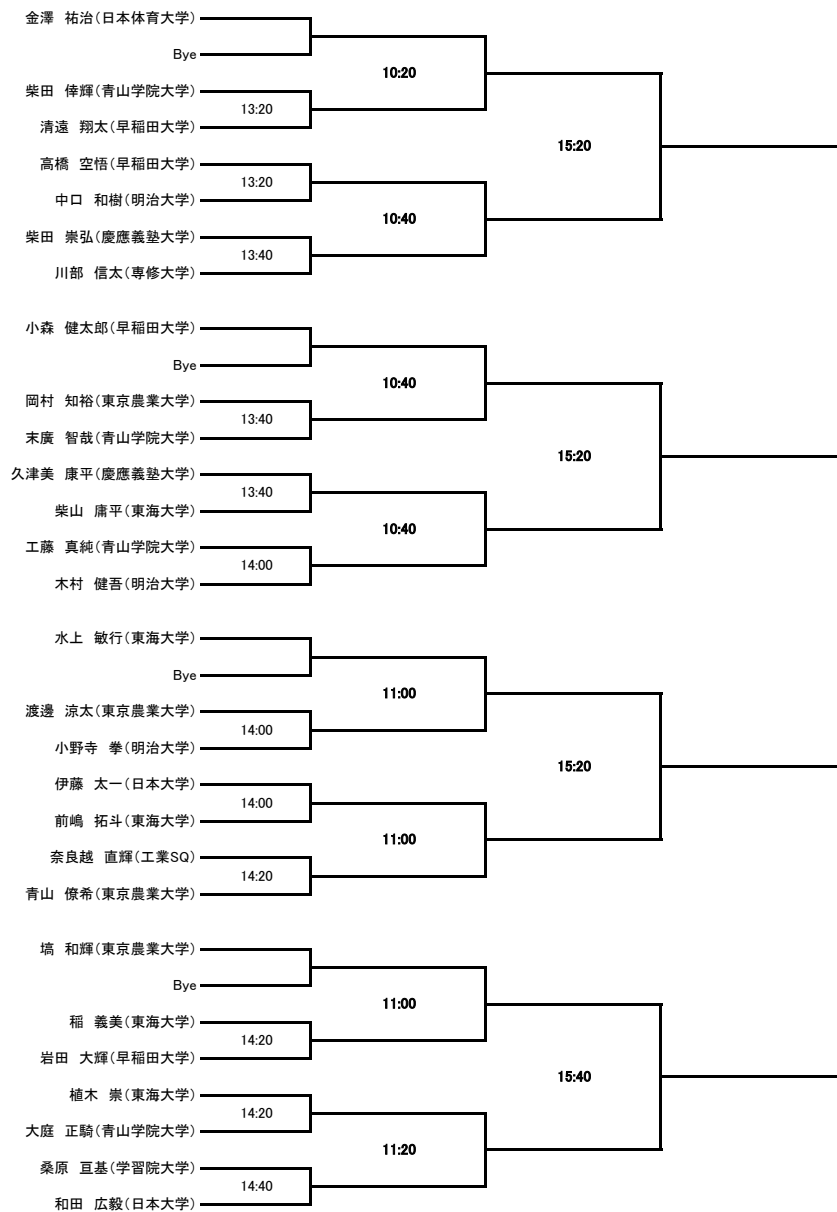 金澤　祐治(日本体育大学)
Bye
10:20
柴田　倖輝(青山学院大学)
13:20
清遠　翔太(早稲田大学)
15:20
高橋　空悟(早稲田大学)
13:20
中口　和樹(明治大学)
10:40
柴田　崇弘(慶應義塾大学)
13:40
川部　信太(専修大学)
小森　健太郎(早稲田大学)
Bye
10:40
岡村　知裕(東京農業大学)
13:40
末廣　智哉(青山学院大学)
15:20
久津美　康平(慶應義塾大学)
13:40
柴山　庸平(東海大学)
10:40
工藤　真純(青山学院大学)
14:00
木村　健吾(明治大学)
水上　敏行(東海大学)
Bye
11:00
渡邊　涼太(東京農業大学)
14:00
小野寺　拳(明治大学)
15:20
伊藤　太一(日本大学)
14:00
前嶋　拓斗(東海大学)
11:00
奈良越　直輝(工業SQ)
14:20
青山　僚希(東京農業大学)
塙　和輝(東京農業大学)
Bye
11:00
稲　義美(東海大学)
14:20
岩田　大輝(早稲田大学)
15:40
植木　崇(東海大学)
14:20
大庭　正騎(青山学院大学)
11:20
桑原　亘基(学習院大学)
14:40
和田　広毅(日本大学)